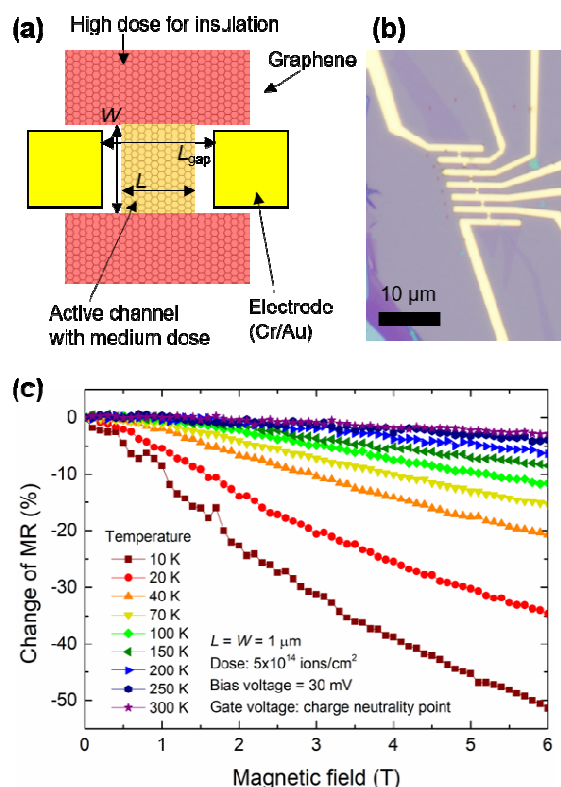 (a)
High dose for insulation
Graphene
W
L
gap
L
Active channel
with medium dose
Electrode
(Cr/Au)
(b)
10 μm
(c)
Change of MR (%)
0
-10
-20
-30
-40
-50
Temperature
10 K
20 K
40 K
70 K
100 K
150 K
200 K
250 K
300 K
L = W = 1 μm
Dose: 5x10¹⁴ ions/cm²
Bias voltage = 30 mV
Gate voltage: charge neutrality point
0 1 2 3 4 5 6
Magnetic field (T)